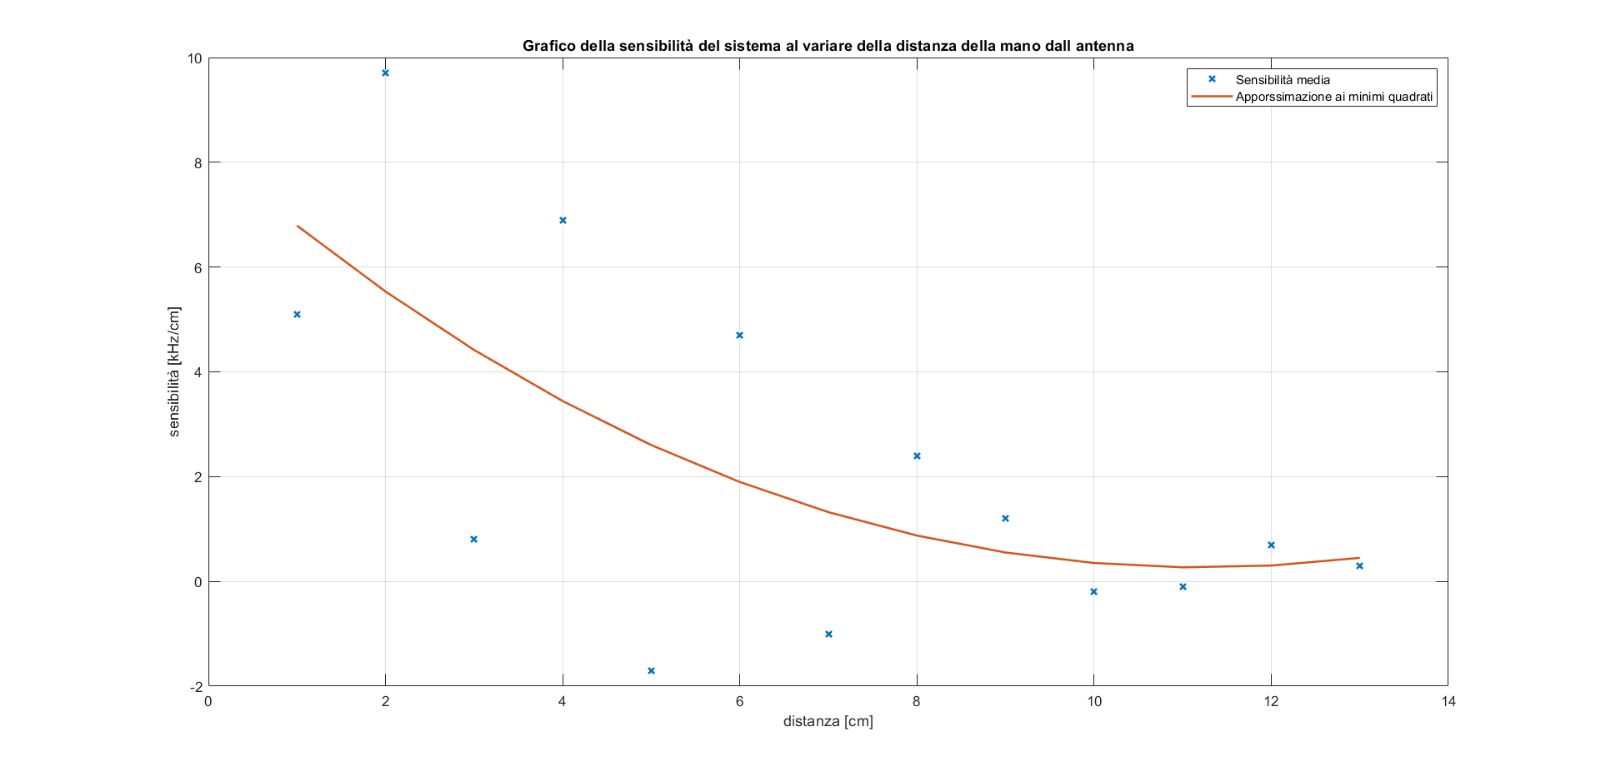 Grafico della sensibilità del sistema al variare della distanza della mano dall antenna
Sensibilità media
Apporssimazione ai minimi quadrati
10
8
6
4
2
0
-2
sensibilità [kHz/cm]
0 2 4 6 8 10 12 14
distanza [cm]